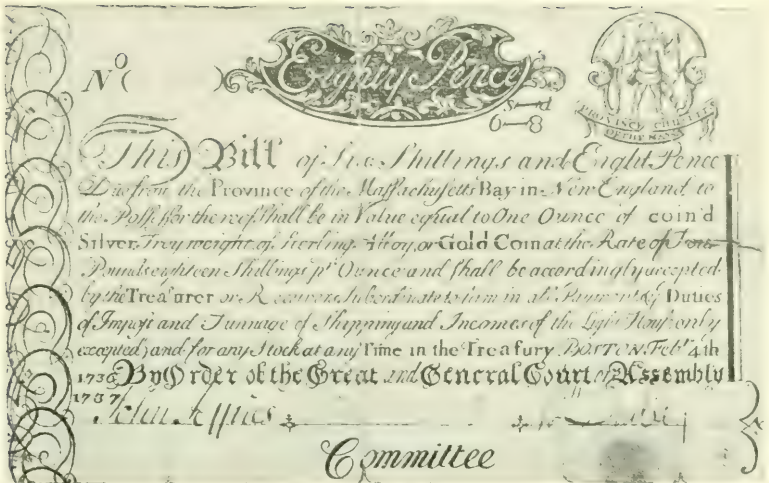 Eighty Pence
No ( )
s d
6—8
PROVINCE
This Bill of Six Shillings and Eight Pence
Due from the Province of the Massachusetts Bay in New England to
the Possessor thereof shall be in Value equal to One Ounce of coin'd
Silver, Troy weight, of Sterling Alloy, or Gold Coin at the Rate of Four
Pounds eighteen Shillings pr Ounce and shall be accordingly accepted
by the Treasurer or Receivers Subordinate to him in all Payments (ye Duties
of Impost and Tunnage of Shipping and Incomes of the Light House only
excepted) and for any Stock at any Time in the Treasury BOSTON Febr 4th
1736 By Order of the Great and General Court or Assembly
1737
John Jeffries
Committee